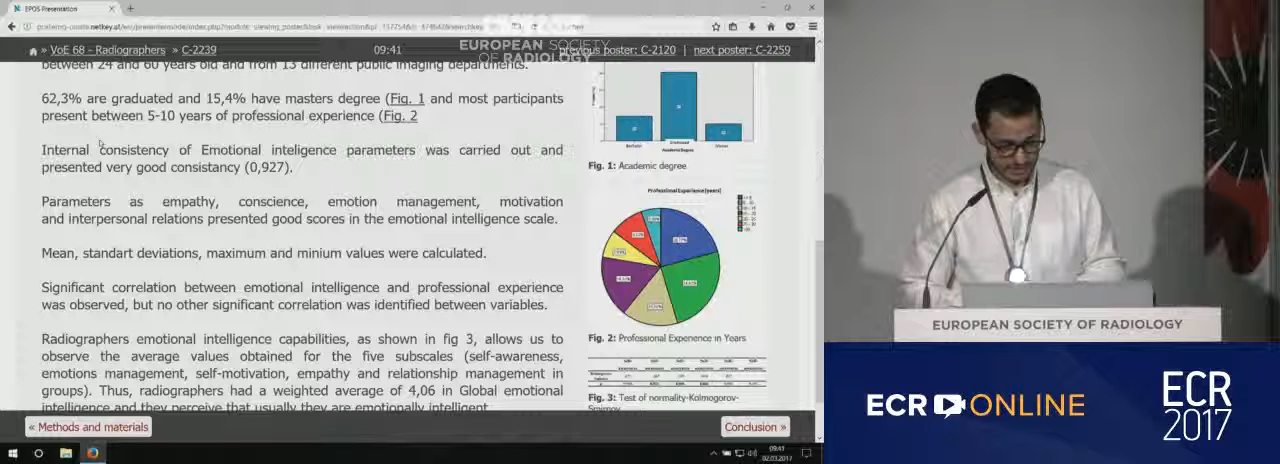 EPOS Presentation
VoE 68 - Radiographers » C-2239
09:41
EUROPEAN SOCIETY
OF RADIOLOGY
previous poster: C-2120 | next poster: C-2259
between 24 and 60 years old and from 13 different public imaging departments.
62,3% are graduated and 15,4% have masters degree (Fig. 1 and most participants
present between 5-10 years of professional experience (Fig. 2
Internal consistency of Emotional inteligence parameters was carried out and
presented very good consistancy (0,927).
Parameters as empathy, conscience, emotion management, motivation
and interpersonal relations presented good scores in the emotional intelligence scale.
Mean, standart deviations, maximum and minium values were calculated.
Significant correlation between emotional intelligence and professional experience
was observed, but no other significant correlation was identified between variables.
Radiographers emotional intelligence capabilities, as shown in fig 3, allows us to
observe the average values obtained for the five subscales (self-awareness,
emotions management, self-motivation, empathy and relationship management in
groups). Thus, radiographers had a weighted average of 4,06 in Global emotional
intelligence and they perceive that usually they are emotionally intelligent
Academic Degree
Fig. 1: Academic degree
Professional Experience (years)
Fig. 2: Professional Experience in Years
Fig. 3: Test of normality-Kolmogorov-
Smirnov
« Methods and materials
Conclusion »
09:41
02.03.2017
EUROPEAN SOCIETY OF RADIOLOGY
ECR ONLINE
ECR
2017